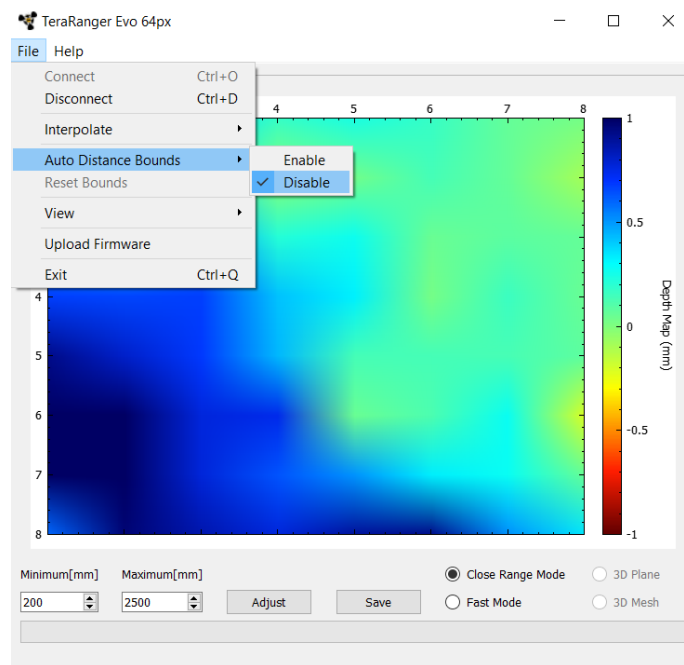 TeraRanger Evo 64px
File Help
Connect Ctrl+O
Disconnect Ctrl+D
Interpolate
Auto Distance Bounds
Enable
Reset Bounds
Disable
View
Upload Firmware
Exit Ctrl+Q
4 5 6 7 8
4
5
6
7
8
1
0.5
0
-0.5
-1
Depth Map (mm)
Minimum[mm] Maximum[mm]
Close Range Mode
3D Plane
200
2500
Adjust
Save
Fast Mode
3D Mesh